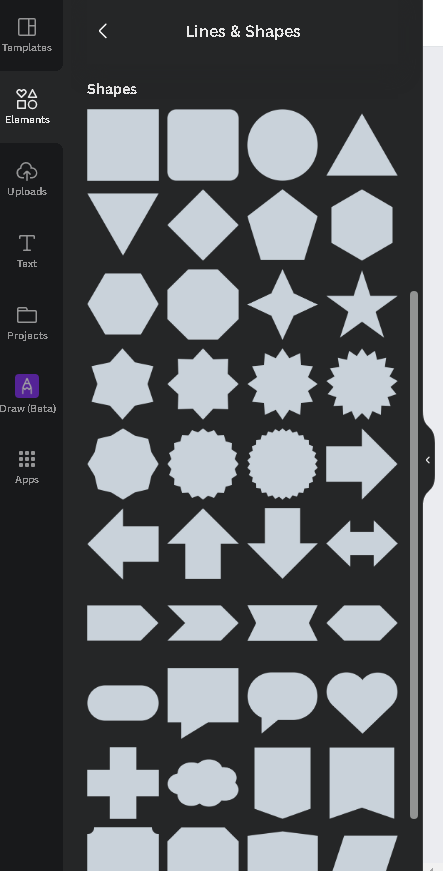 Lines & Shapes
Templates
Shapes
Elements
Uploads
Text
Projects
Draw (Beta)
Apps